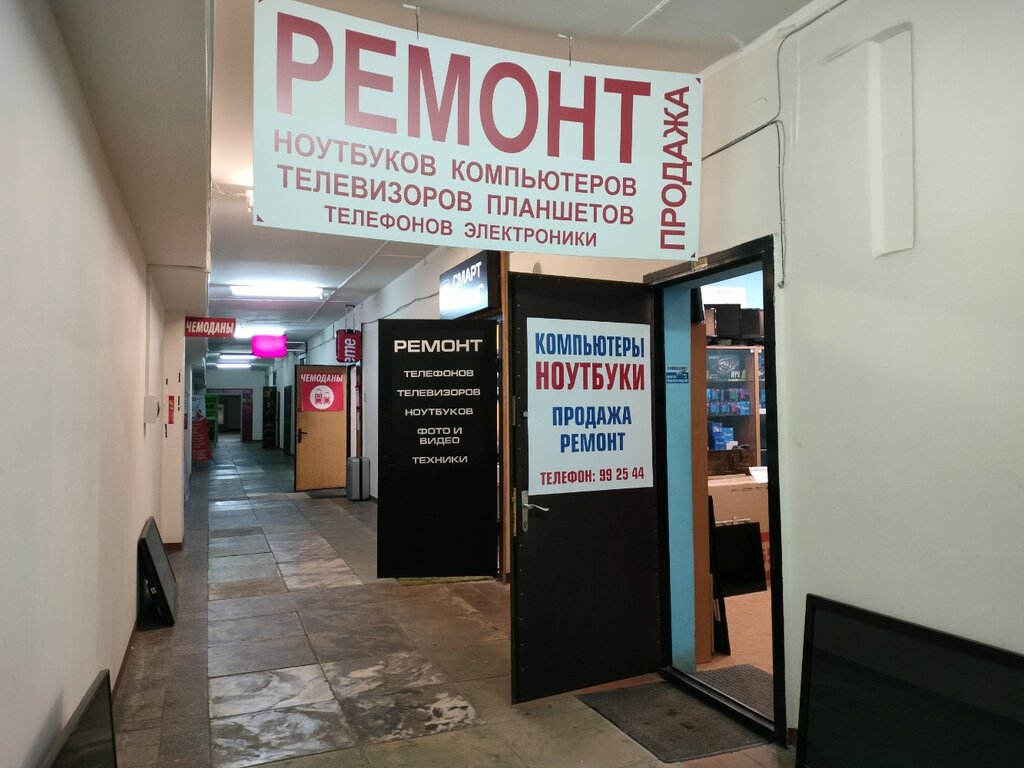 РЕМОНТ
НОУТБУКОВ КОМПЬЮТЕРОВ
ТЕЛЕВИЗОРОВ ПЛАНШЕТОВ
ТЕЛЕФОНОВ ЭЛЕКТРОНИКИ
ПРОДАЖА
СМАРТ
ЧЕМОДАНЫ
ЧЕМОДАНЫ
РЕМОНТ
ТЕЛЕФОНОВ
ТЕЛЕВИЗОРОВ
НОУТБУКОВ
ФОТО И
ВИДЕО
ТЕХНИКИ
КОМПЬЮТЕРЫ
НОУТБУКИ
ПРОДАЖА
РЕМОНТ
ТЕЛЕФОН: 99 25 44